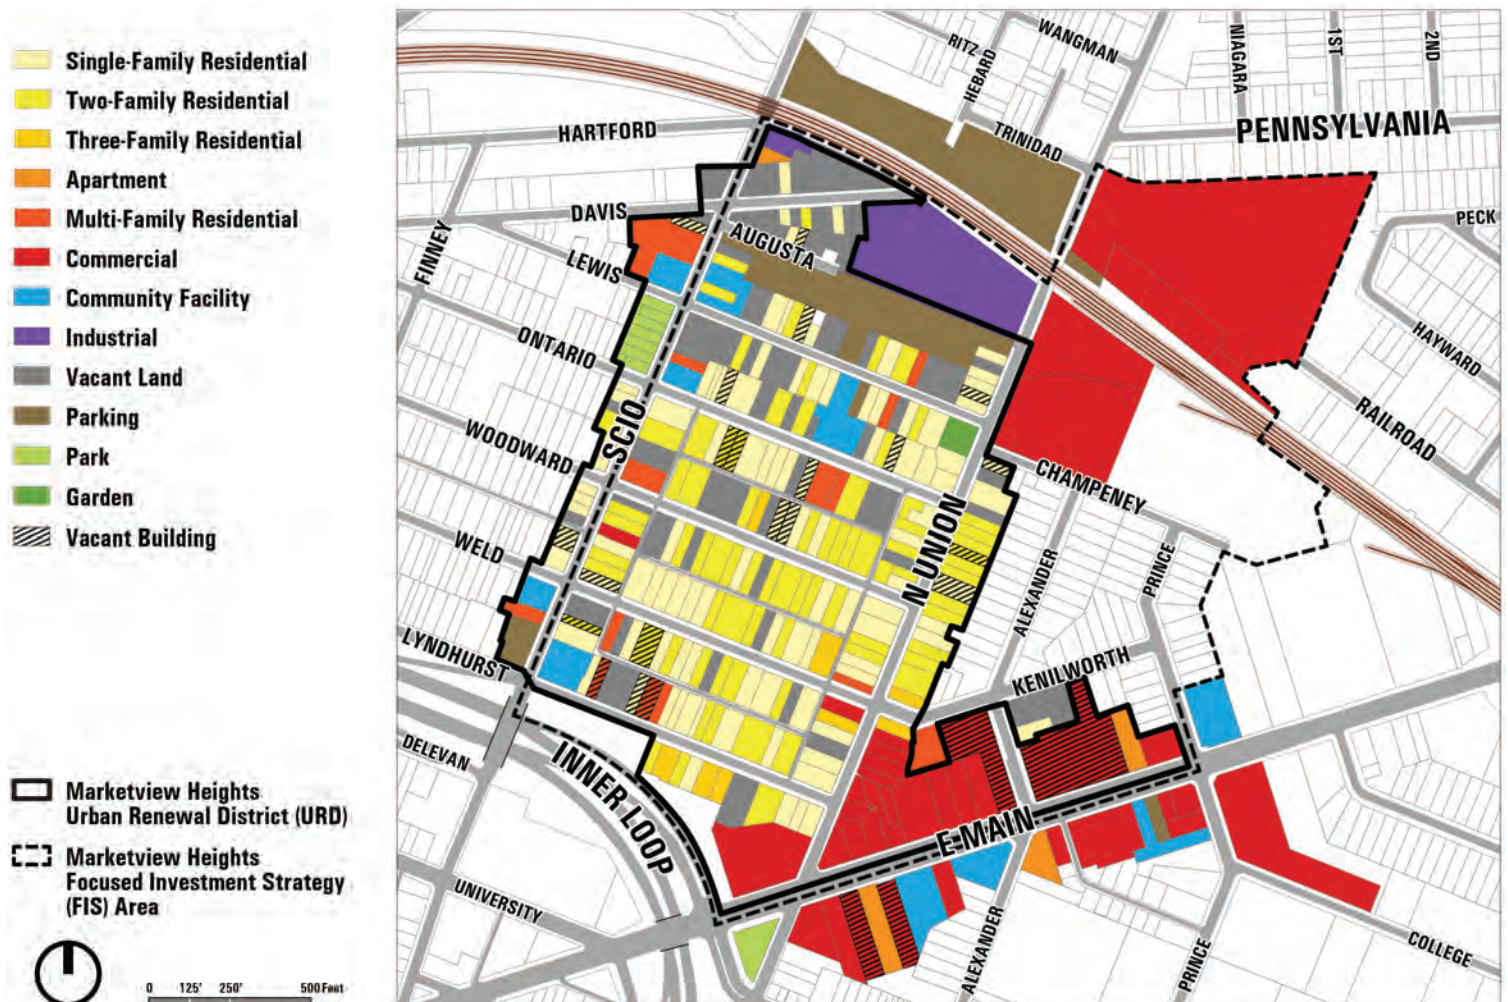 Single-Family Residential
Two-Family Residential
Three-Family Residential
Apartment
Multi-Family Residential
Commercial
Community Facility
Industrial
Vacant Land
Parking
Park
Garden
Vacant Building
Marketview Heights
Urban Renewal District (URD)
Marketview Heights
Focused Investment Strategy
(FIS) Area
0 125' 250' 500 Feet
RITZ
HEBARD
WANGMAN
NIAGARA
1ST
2ND
HARTFORD
TRINIDAD
PENNSYLVANIA
DAVIS
PECK
FINNEY
AUGUSTA
LEWIS
ONTARIO
HAYWARD
SCIO
RAILROAD
WOODWARD
CHAMPENEY
N UNION
WELD
ALEXANDER
PRINCE
LYNDHURST
KENILWORTH
DELEVAN
INNER LOOP
E MAIN
UNIVERSITY
ALEXANDER
PRINCE
COLLEGE